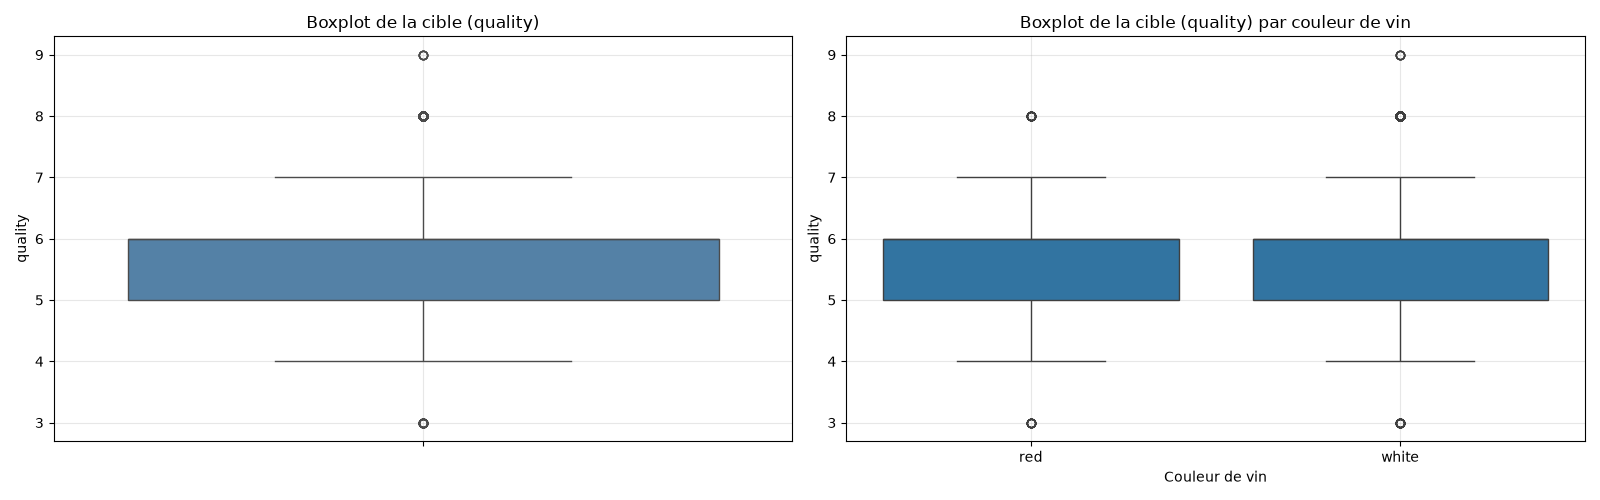 Boxplot de la cible (quality)
quality
9
8
7
6
5
4
3
Boxplot de la cible (quality) par couleur de vin
quality
9
8
7
6
5
4
3
red white
Couleur de vin